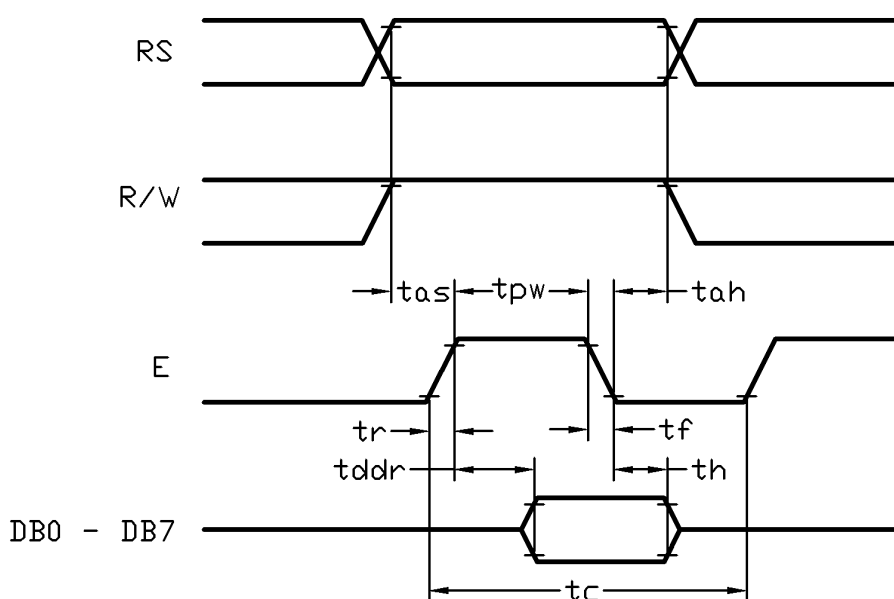 RS
R/W
tas tpw tah
E
tr tf
tddr th
DB0 - DB7
tc